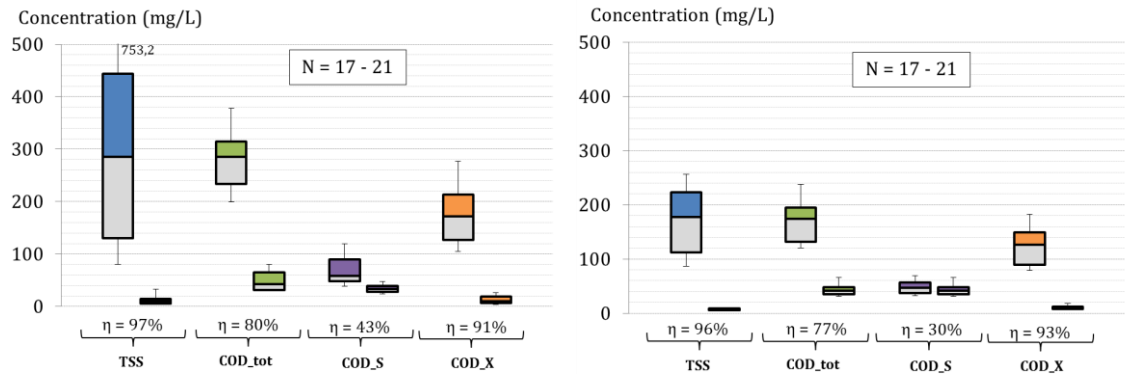 Concentration (mg/L)
500
400
300
200
100
0
753,2
N = 17 - 21
η = 97%
η = 80%
η = 43%
η = 91%
TSS
COD_tot
COD_S
COD_X
Concentration (mg/L)
500
400
300
200
100
0
N = 17 - 21
η = 96%
η = 77%
η = 30%
η = 93%
TSS
COD_tot
COD_S
COD_X